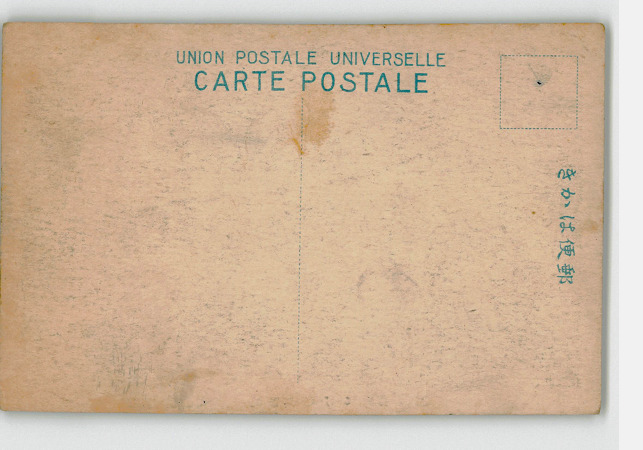 UNION POSTALE UNIVERSELLE
CARTE POSTALE
きかは便郵